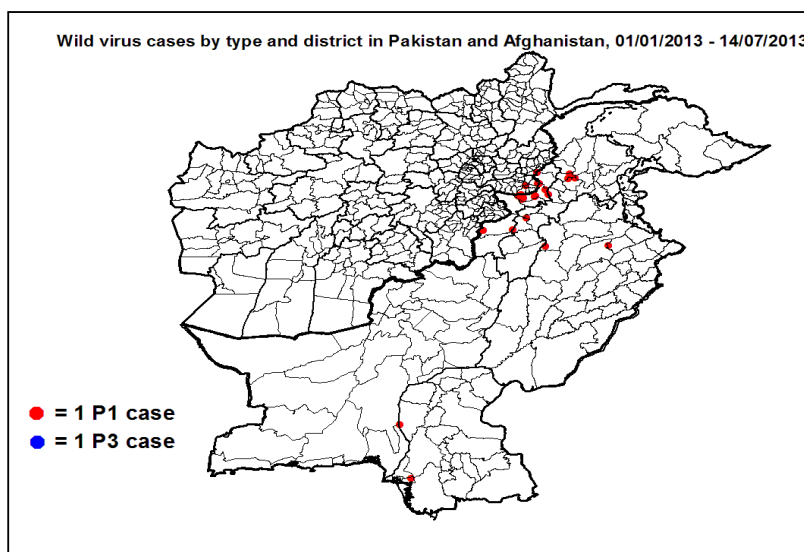 Wild virus cases by type and district in Pakistan and Afghanistan, 01/01/2013 - 14/07/2013
= 1 P1 case
= 1 P3 case